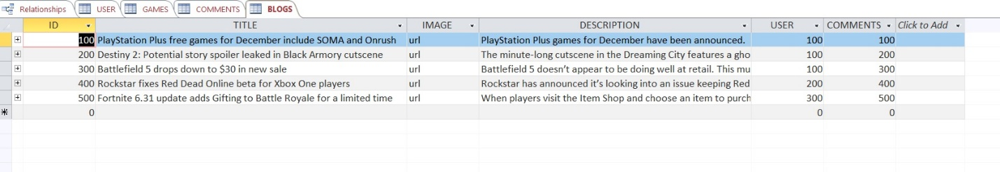 Relationships USER GAMES COMMENTS BLOGS
ID TITLE IMAGE DESCRIPTION USER COMMENTS Click to Add
100 PlayStation Plus free games for December include SOMA and Onrush url PlayStation Plus games for December have been announced. 100 100
200 Destiny 2: Potential story spoiler leaked in Black Armory cutscene url The minute-long cutscene in the Dreaming City features a gho 100 200
300 Battlefield 5 drops down to $30 in new sale url Battlefield 5 doesn't appear to be doing well at retail. This mu 100 300
400 Rockstar fixes Red Dead Online beta for Xbox One players url Rockstar has announced it's looking into an issue keeping Red 200 400
500 Fortnite 6.31 update adds Gifting to Battle Royale for a limited time url When players visit the Item Shop and choose an item to purch 300 500
0 0 0